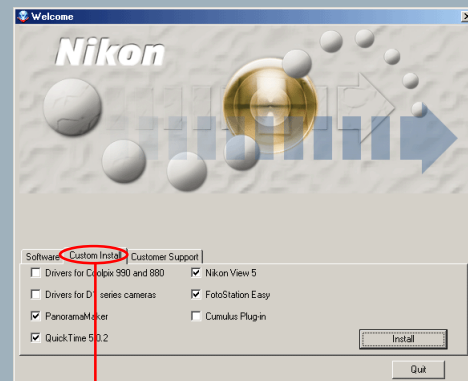 Welcome
Nikon
Software Custom Install Customer Support
Drivers for Coolpix 990 and 880
Nikon View 5
Drivers for D1 series cameras
FotoStation Easy
PanoramaMaker
Cumulus Plug-in
QuickTime 5.0.2
Install
Quit